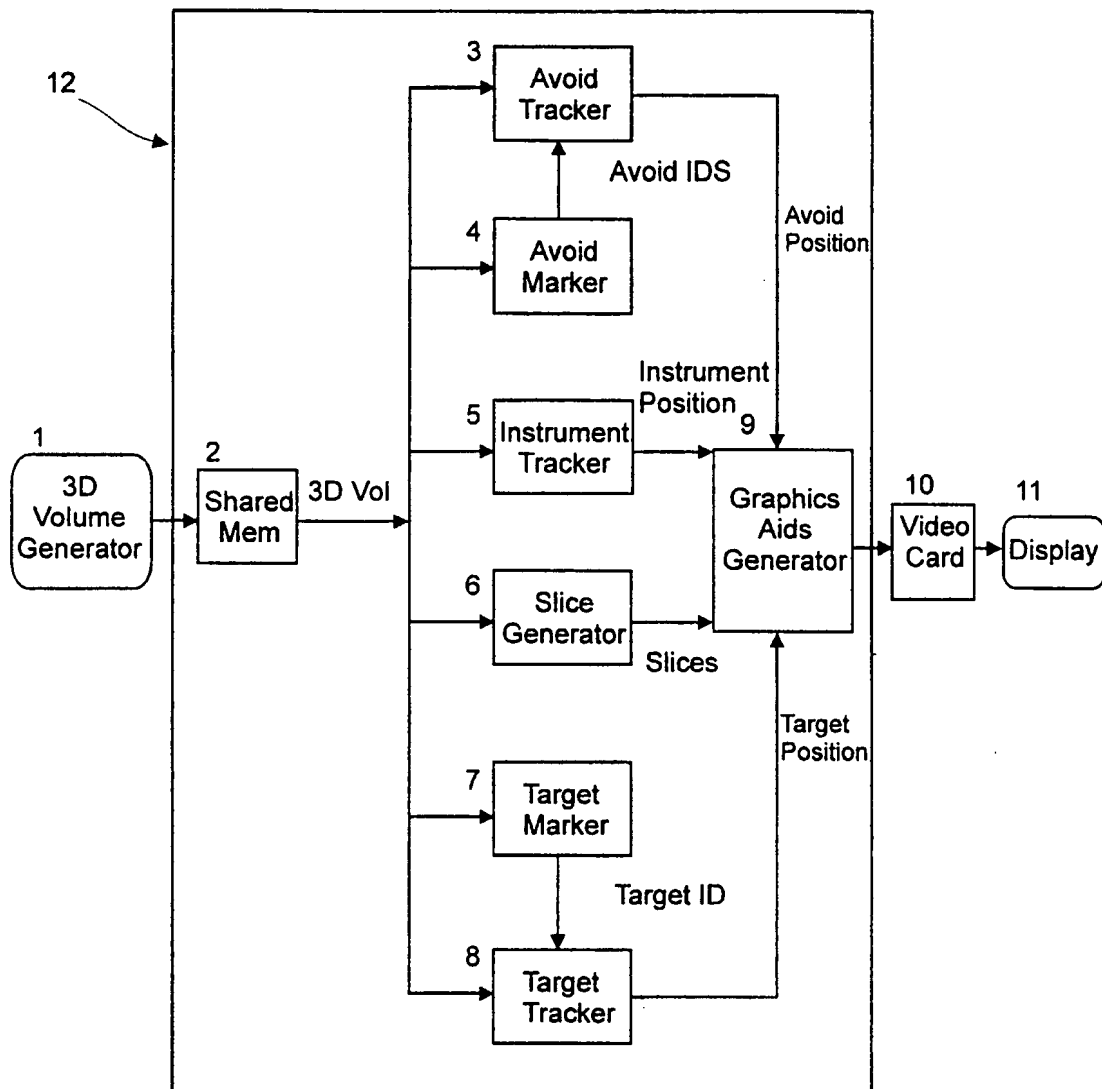 12
3
Avoid
Tracker
Avoid IDS
4
Avoid
Marker
Avoid
Position
Instrument
Position
5
Instrument
Tracker
9
Graphics
Aids
Generator
1
3D
Volume
Generator
2
Shared
Mem
3D Vol
10
Video
Card
11
Display
6
Slice
Generator
Slices
Target
Position
7
Target
Marker
Target ID
8
Target
Tracker